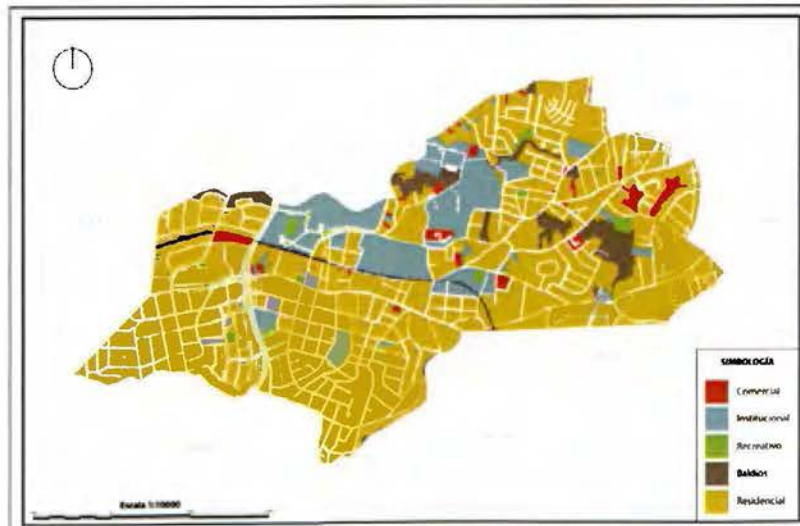 SIMBOLOGÍA
Comercial
Institucional
Recreativo
Baldíos
Residencial
Escala 1:10000